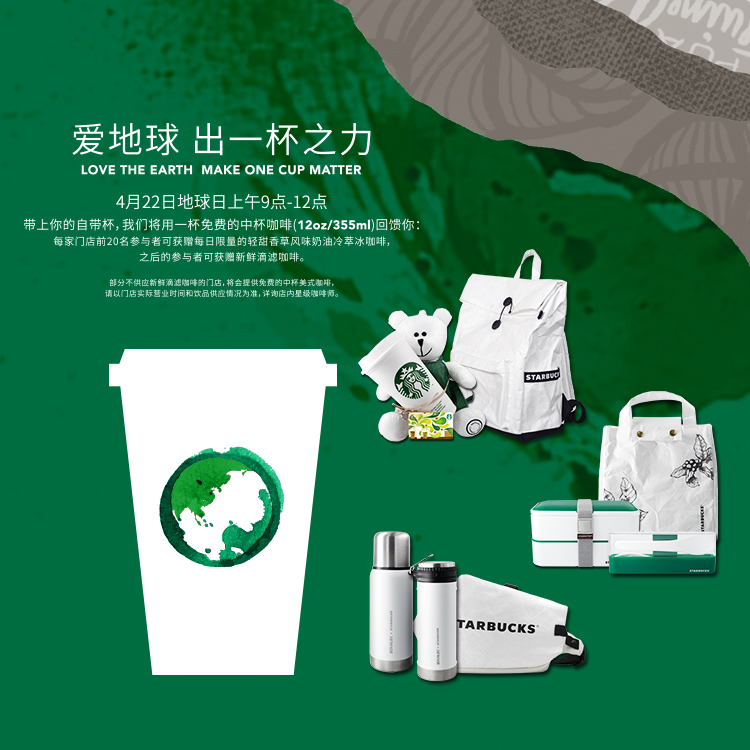 爱地球 出一杯之力
LOVE THE EARTH MAKE ONE CUP MATTER
4月22日地球日上午9点-12点
带上你的自带杯，我们将用一杯免费的中杯咖啡(12oz/355ml)回馈你：
每家门店前20名参与者可获赠每日限量的轻甜香草风味奶油冷萃冰咖啡，
之后的参与者可获赠新鲜滴滤咖啡。
部分不供应新鲜滴滤咖啡的门店，将会提供免费的中杯美式咖啡，
请以门店实际营业时间和饮品供应情况为准，详询店内星级咖啡师。
STARBUCKS
STARBUCKS
STARBUCKS
TARBUCKS